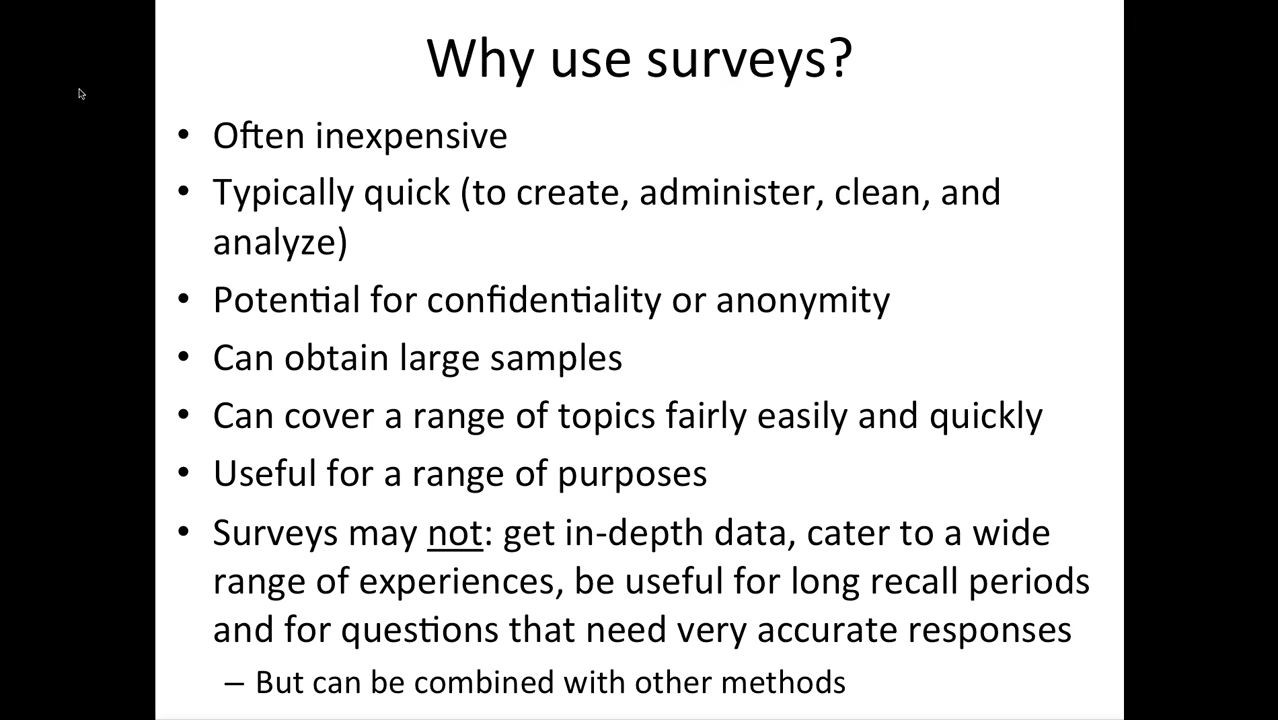 Why use surveys?
• Often inexpensive
• Typically quick (to create, administer, clean, and
analyze)
• Potential for confidentiality or anonymity
• Can obtain large samples
• Can cover a range of topics fairly easily and quickly
• Useful for a range of purposes
• Surveys may not: get in-depth data, cater to a wide
range of experiences, be useful for long recall periods
and for questions that need very accurate responses
– But can be combined with other methods